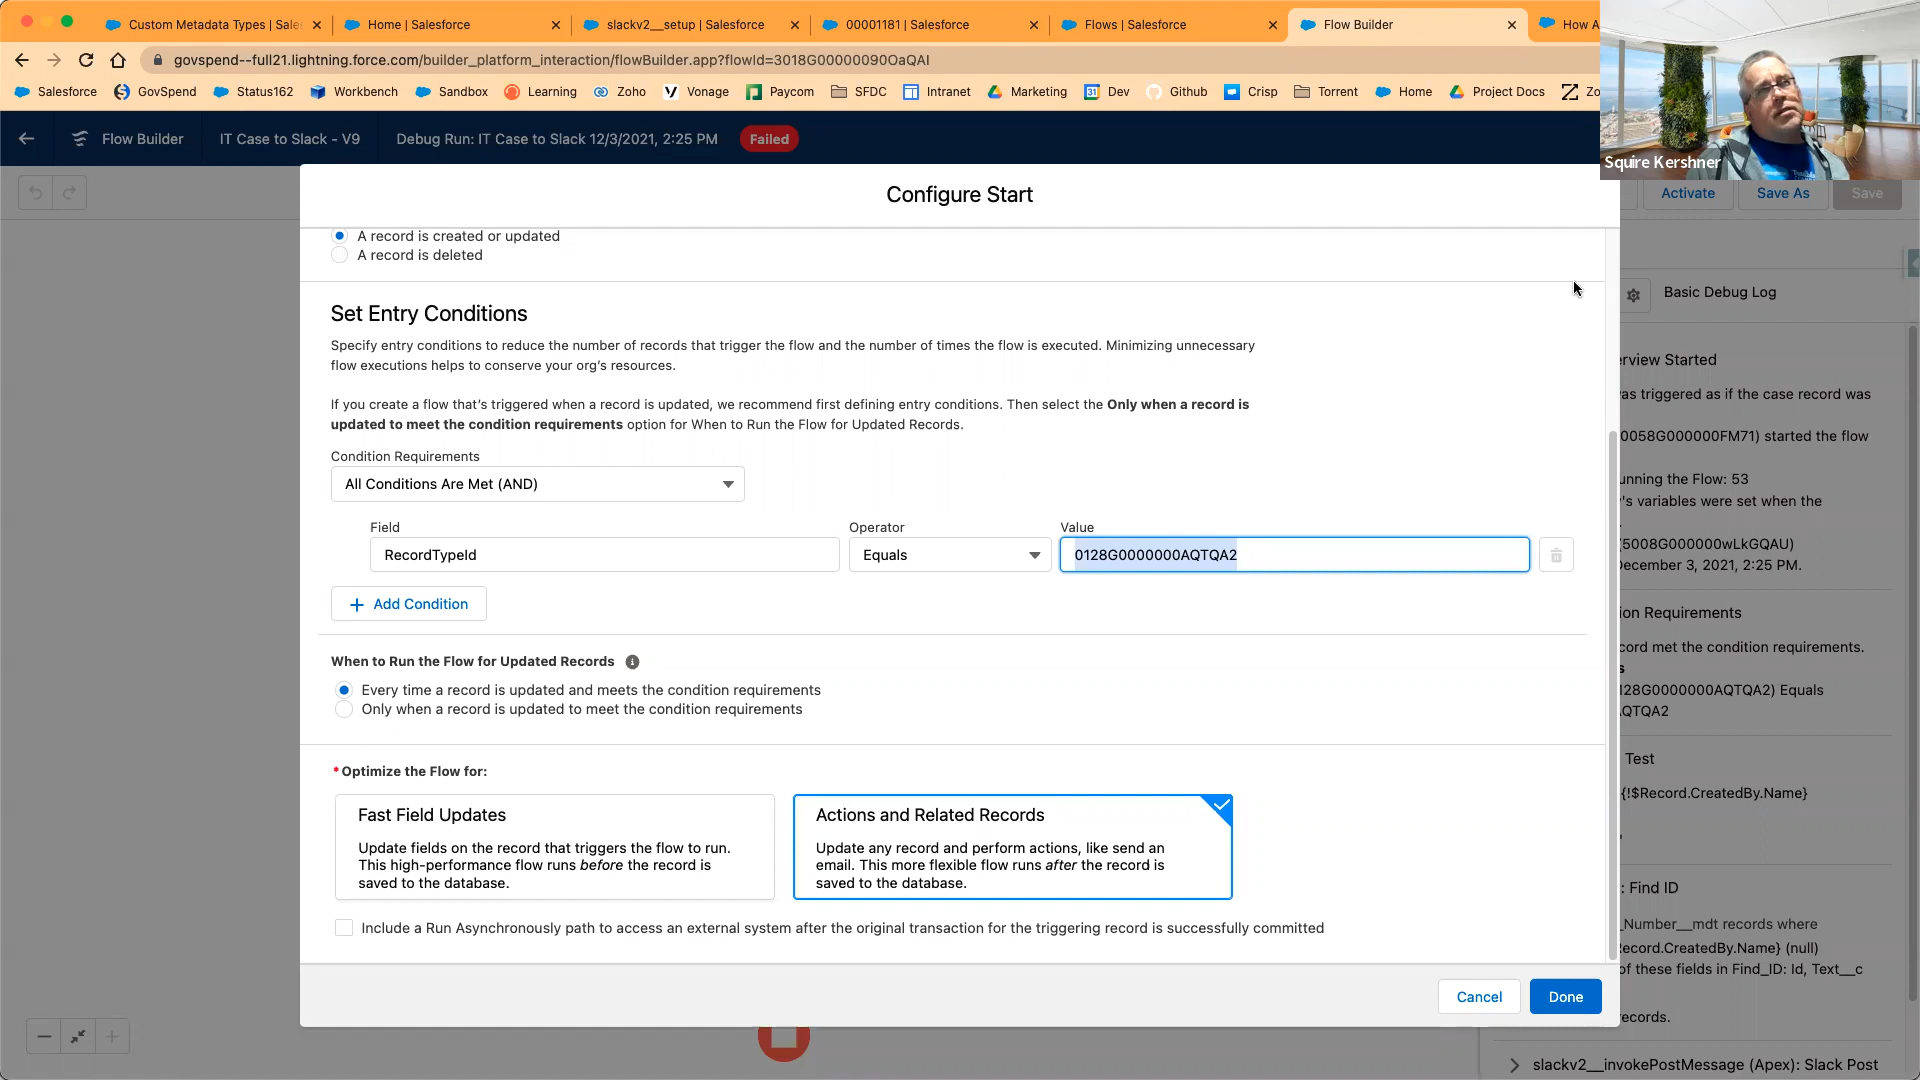 Custom Metadata Types | Sales
Home | Salesforce
slackv2__setup | Salesforce
00001181 | Salesforce
Flows | Salesforce
Flow Builder
How A
govspend--full21.lightning.force.com/builder_platform_interaction/flowBuilder.app?flowId=3018G00000090OaQAI
Salesforce
GovSpend
Status162
Workbench
Sandbox
Learning
Zoho
Vonage
Paycom
SFDC
Intranet
Marketing
Dev
Github
Crisp
Torrent
Home
Project Docs
Zo
Squire Kershner
Flow Builder
IT Case to Slack - V9
Debug Run: IT Case to Slack 12/3/2021, 2:25 PM
Failed
Activate
Save As
Save
Configure Start
A record is created or updated
A record is deleted
Set Entry Conditions
Specify entry conditions to reduce the number of records that trigger the flow and the number of times the flow is executed. Minimizing unnecessary
flow executions helps to conserve your org's resources.
If you create a flow that's triggered when a record is updated, we recommend first defining entry conditions. Then select the Only when a record is
updated to meet the condition requirements option for When to Run the Flow for Updated Records.
Condition Requirements
All Conditions Are Met (AND)
Field
Operator
Value
RecordTypeId
Equals
0128G0000000AQTQA2
Add Condition
When to Run the Flow for Updated Records
Every time a record is updated and meets the condition requirements
Only when a record is updated to meet the condition requirements
*Optimize the Flow for:
Fast Field Updates
Update fields on the record that triggers the flow to run.
This high-performance flow runs before the record is
saved to the database.
Actions and Related Records
Update any record and perform actions, like send an
email. This more flexible flow runs after the record is
saved to the database.
Include a Run Asynchronously path to access an external system after the original transaction for the triggering record is successfully committed
Cancel
Done
Basic Debug Log
rview Started
as triggered as if the case record was
0058G000000FM71) started the flow
unning the Flow: 53
's variables were set when the
(5008G000000wLkGQAU)
December 3, 2021, 2:25 PM.
ion Requirements
cord met the condition requirements.
s
128G0000000AQTQA2) Equals
AQTQA2
Test
{!$Record.CreatedBy.Name}
: Find ID
_Number__mdt records where
Record.CreatedBy.Name} (null)
of these fields in Find_ID: Id, Text__c
ecords.
slackv2__invokePostMessage (Apex): Slack Post